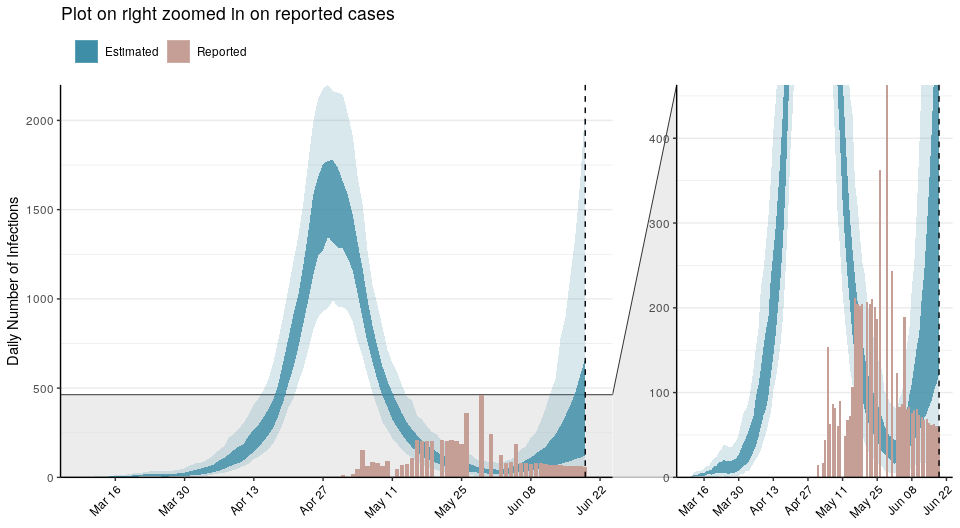 Plot on right zoomed in on reported cases
Estimated Reported
Daily Number of Infections
2000
1500
1000
500
0
Mar 16 Mar 30 Apr 13 Apr 27 May 11 May 25 Jun 08 Jun 22
400
300
200
100
0
Mar 16 Mar 30 Apr 13 Apr 27 May 11 May 25 Jun 08 Jun 22